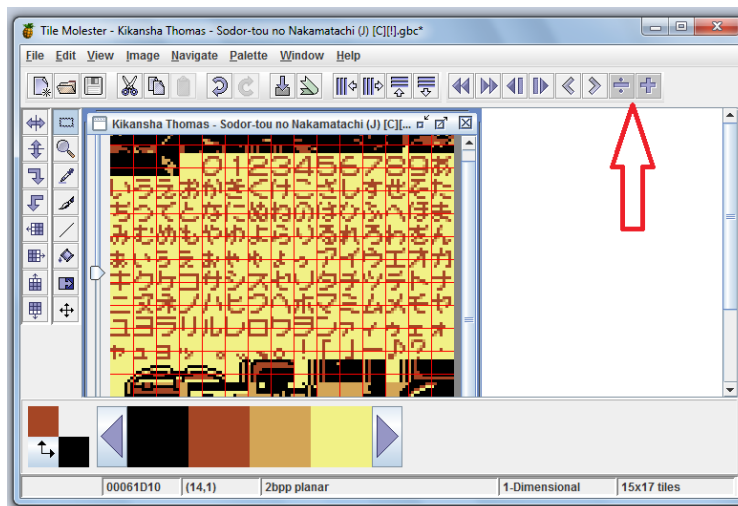 Tile Molester - Kikansha Thomas - Sodor-tou no Nakamatachi (J) [C][!].gbc*
File Edit View Image Navigate Palette Window Help
Kikansha Thomas - Sodor-tou no Nakamatachi (J) [C][...
0123456789あ
いうえおかきくけこさしすせそた
ちつてとなにぬねのはひふへほま
みむめもやゆよらりるれろわをん
ぁぃぅぇぉゃゅょっアイウエオカ
キクケコサシスセソタチツテトナ
ニヌネノハヒフヘホマミムメモヤ
ユヨラリルレロワヲンァィゥェォ
ャュョッ。!「」ー♪?
00061D10 (14,1) 2bpp planar 1-Dimensional 15x17 tiles